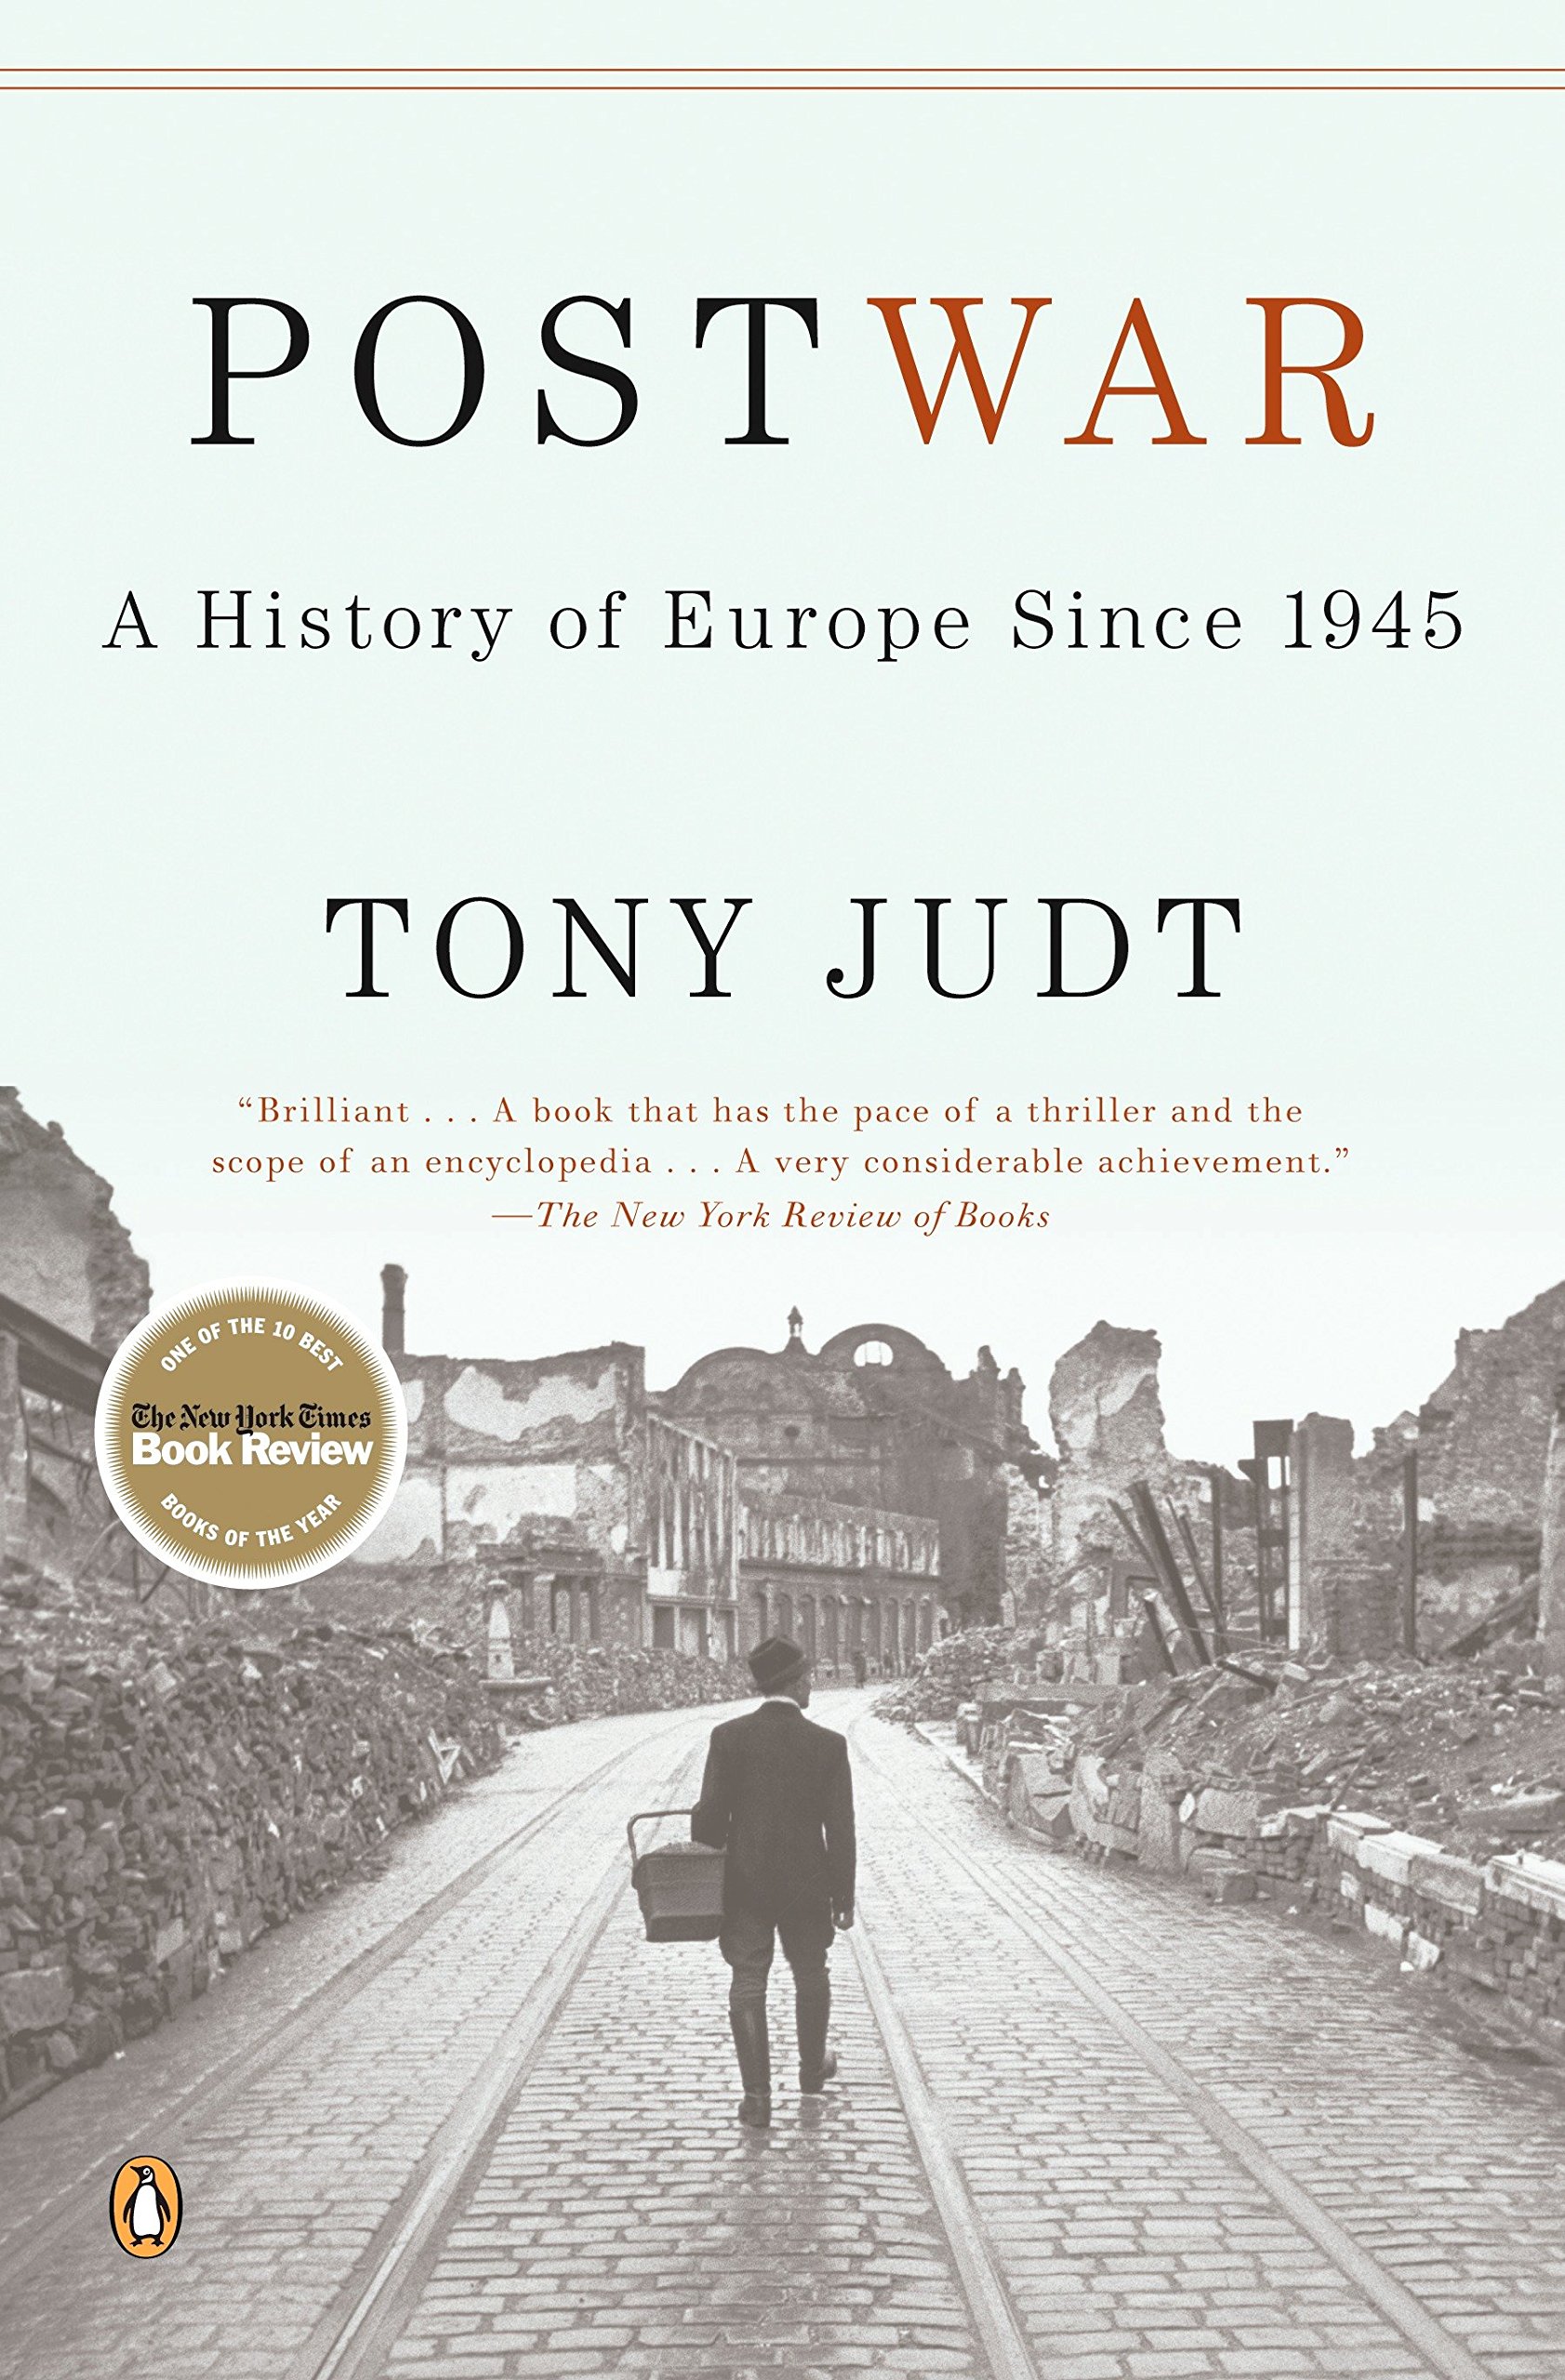 POSTWAR
A History of Europe Since 1945
TONY JUDT
“Brilliant . . . A book that has the pace of a thriller and the
scope of an encyclopedia . . . A very considerable achievement.”
—The New York Review of Books
ONE OF THE 10 BEST
The New York Times
Book Review
BOOKS OF THE YEAR